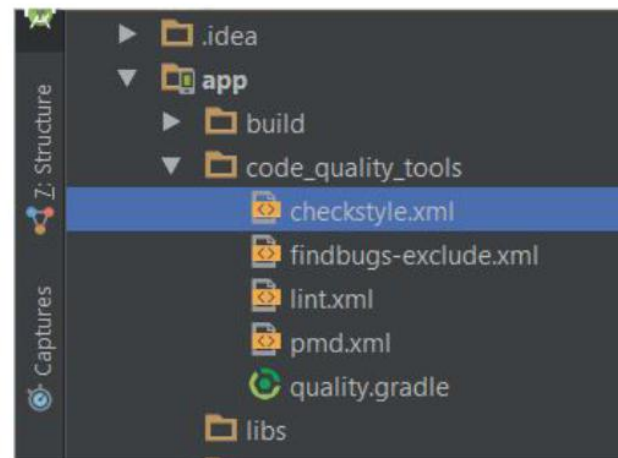 .idea
app
build
code_quality_tools
checkstyle.xml
findbugs-exclude.xml
lint.xml
pmd.xml
quality.gradle
libs
Z: Structure
Captures